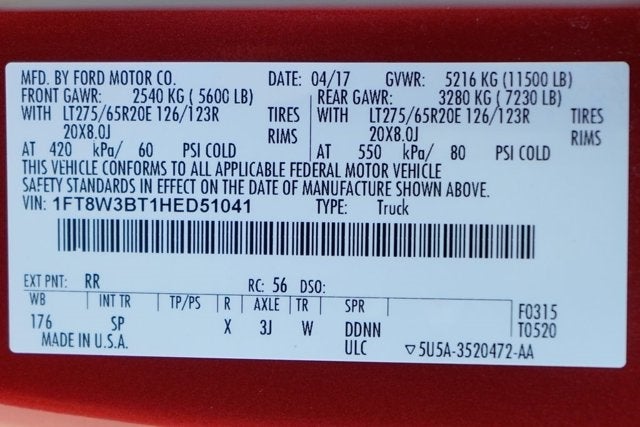 MFD. BY FORD MOTOR CO. DATE: 04/17 GVWR: 5216 KG (11500 LB)
FRONT GAWR: 2540 KG ( 5600 LB) REAR GAWR: 3280 KG ( 7230 LB)
WITH LT275/65R20E 126/123R TIRES WITH LT275/65R20E 126/123R TIRES
20X8.0J RIMS 20X8.0J RIMS
AT 420 kPa/ 60 PSI COLD AT 550 kPa/ 80 PSI COLD
THIS VEHICLE CONFORMS TO ALL APPLICABLE FEDERAL MOTOR VEHICLE
SAFETY STANDARDS IN EFFECT ON THE DATE OF MANUFACTURE SHOWN ABOVE.
VIN: 1FT8W3BT1HED51041 TYPE: Truck
EXT PNT: RR RC: 56 DSO:
WB INT TR TP/PS R AXLE TR SPR F0315
176 SP X 3J W DDNN T0520
MADE IN U.S.A. ULC ▽5U5A-3520472-AA